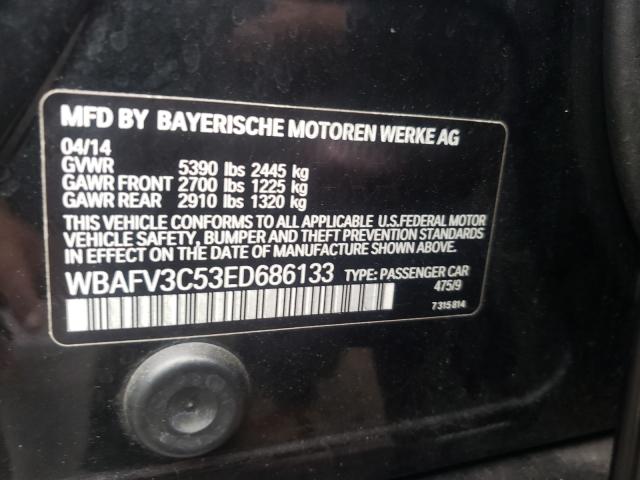 MFD BY BAYERISCHE MOTOREN WERKE AG
04/14
GVWR 5390 lbs 2445 kg
GAWR FRONT 2700 lbs 1225 kg
GAWR REAR 2910 lbs 1320 kg
THIS VEHICLE CONFORMS TO ALL APPLICABLE U.S.FEDERAL MOTOR
VEHICLE SAFETY, BUMPER AND THEFT PREVENTION STANDARDS
IN EFFECT ON THE DATE OF MANUFACTURE SHOWN ABOVE.
WBAFV3C53ED686133 TYPE: PASSENGER CAR
475/9
7315814